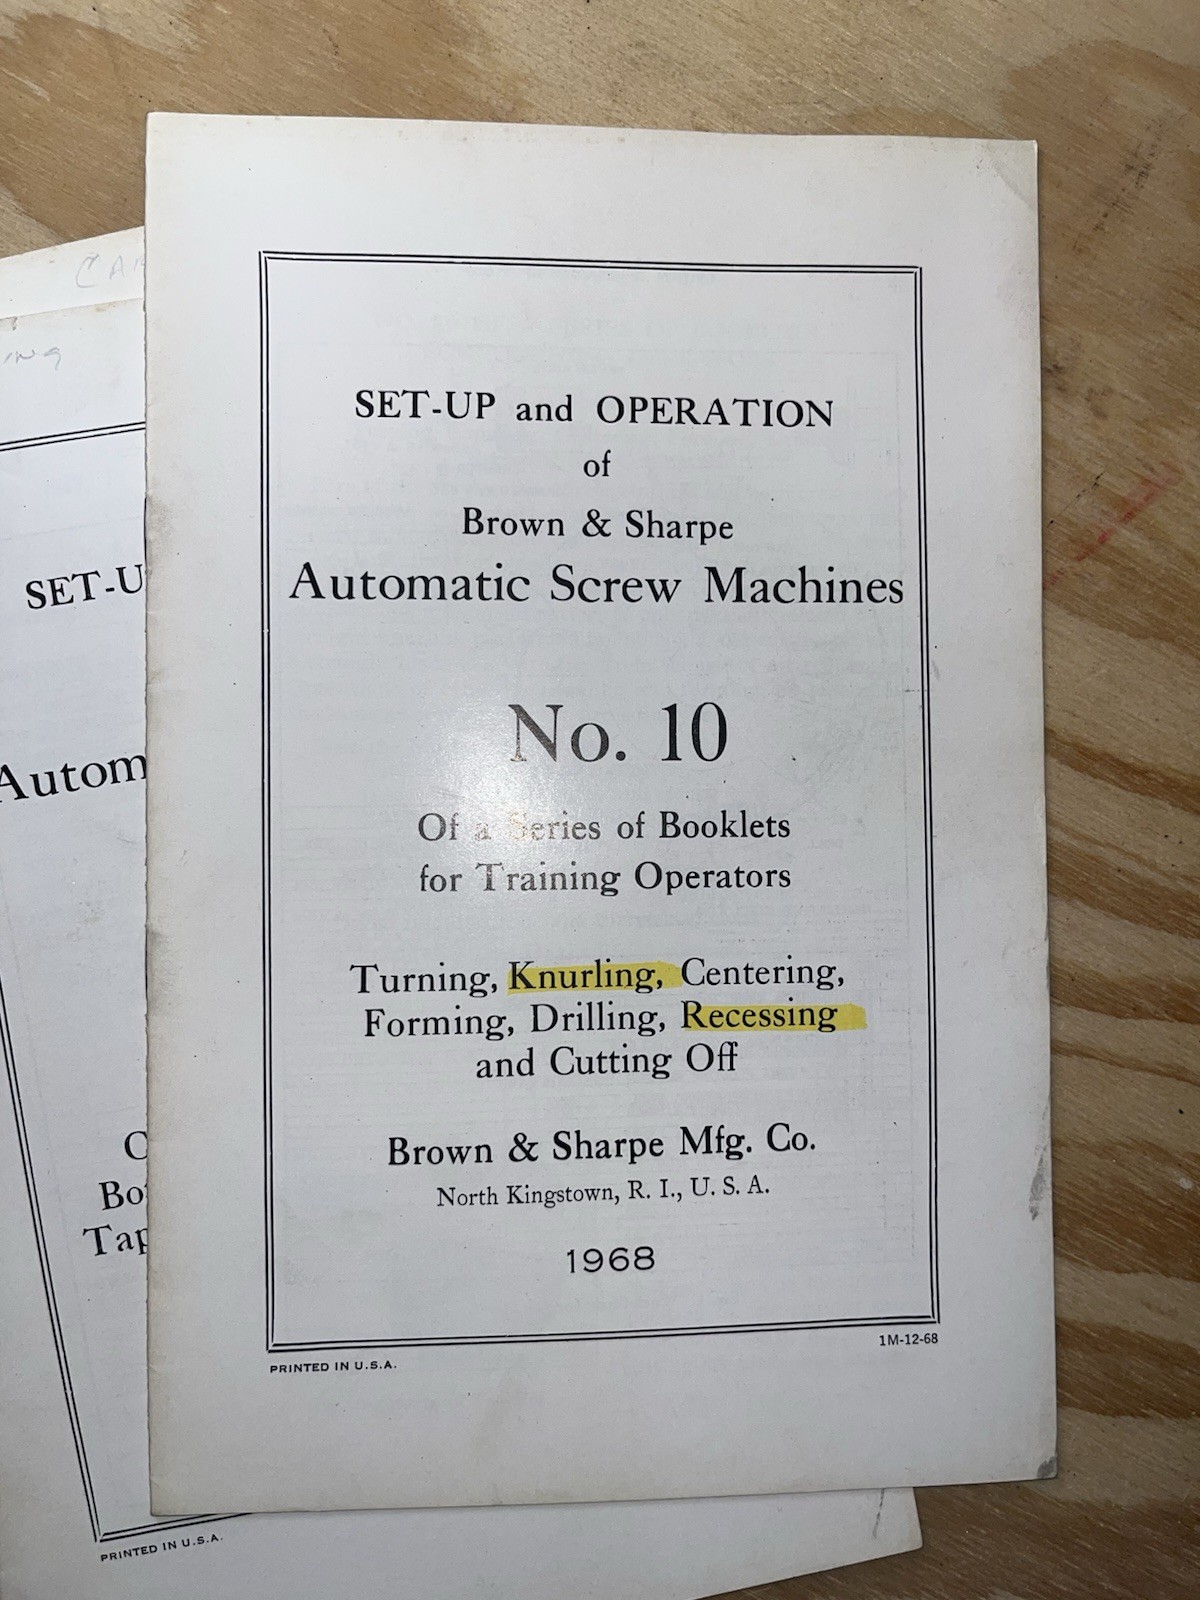 SET-UP and OPERATION
of
Brown & Sharpe
Automatic Screw Machines
No. 10
Of a Series of Booklets
for Training Operators
Turning, Knurling, Centering,
Forming, Drilling, Recessing
and Cutting Off
Brown & Sharpe Mfg. Co.
North Kingstown, R. I., U. S. A.
1968
1M-12-68
PRINTED IN U.S.A.
SET-U
Autom
Tap
PRINTED IN U.S.A.